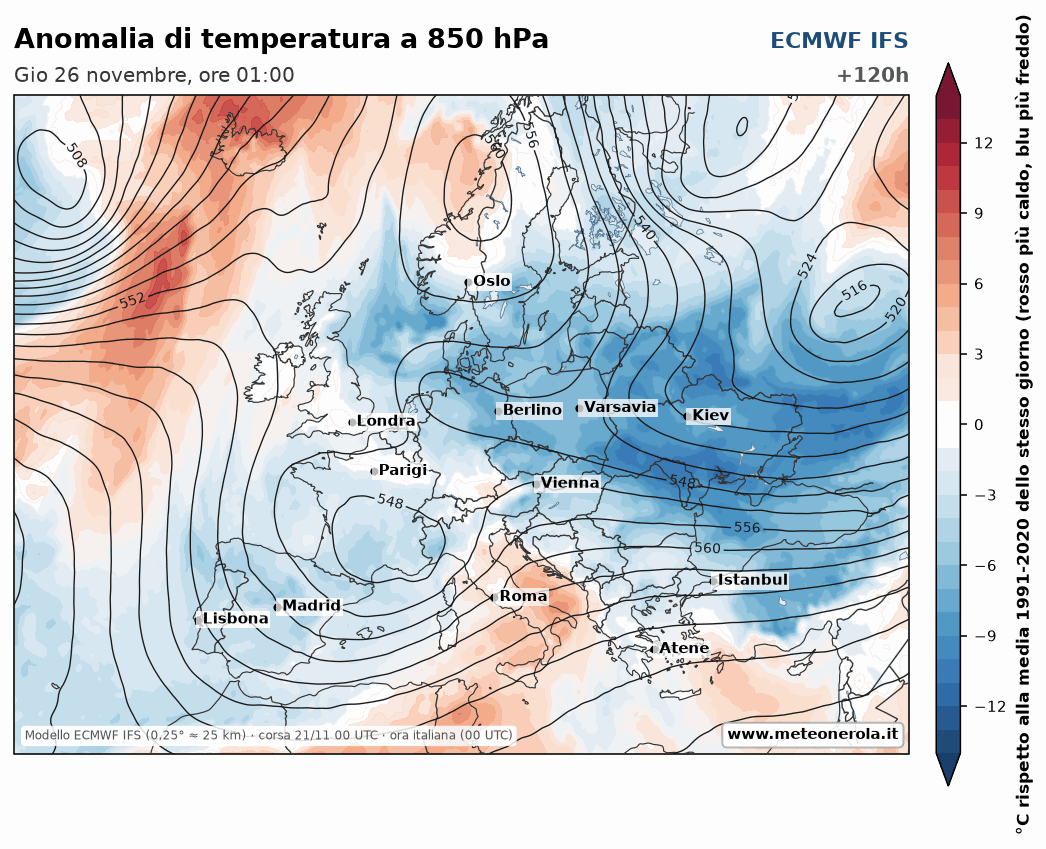 Anomalia di temperatura a 850 hPa
ECMWF IFS
Gio 26 novembre, ore 01:00
+120h
508
556
560
540
552
524
516
520
Oslo
Londra
Berlino
Varsavia
Kiev
Parigi
Vienna
548
548
556
560
Istanbul
Roma
Madrid
Lisbona
Atene
Modello ECMWF IFS (0,25° ≈ 25 km) · corsa 21/11 00 UTC · ora italiana (00 UTC)
www.meteonerola.it
12
9
6
3
0
−3
−6
−9
−12
°C rispetto alla media 1991-2020 dello stesso giorno (rosso più caldo, blu più freddo)